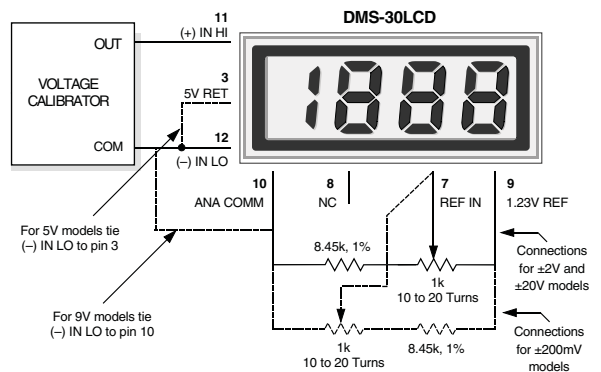 DMS-30LCD
11
(+) IN HI
OUT
3
5V RET
VOLTAGE
CALIBRATOR
1888
COM
12
(–) IN LO
10
ANA COMM
8
NC
7
REF IN
9
1.23V REF
For 5V models tie
(–) IN LO to pin 3
8.45k, 1%
1k
10 to 20 Turns
Connections
for ±2V and
±20V models
For 9V models tie
(–) IN LO to pin 10
1k
10 to 20 Turns
8.45k, 1%
Connections
for ±200mV
models